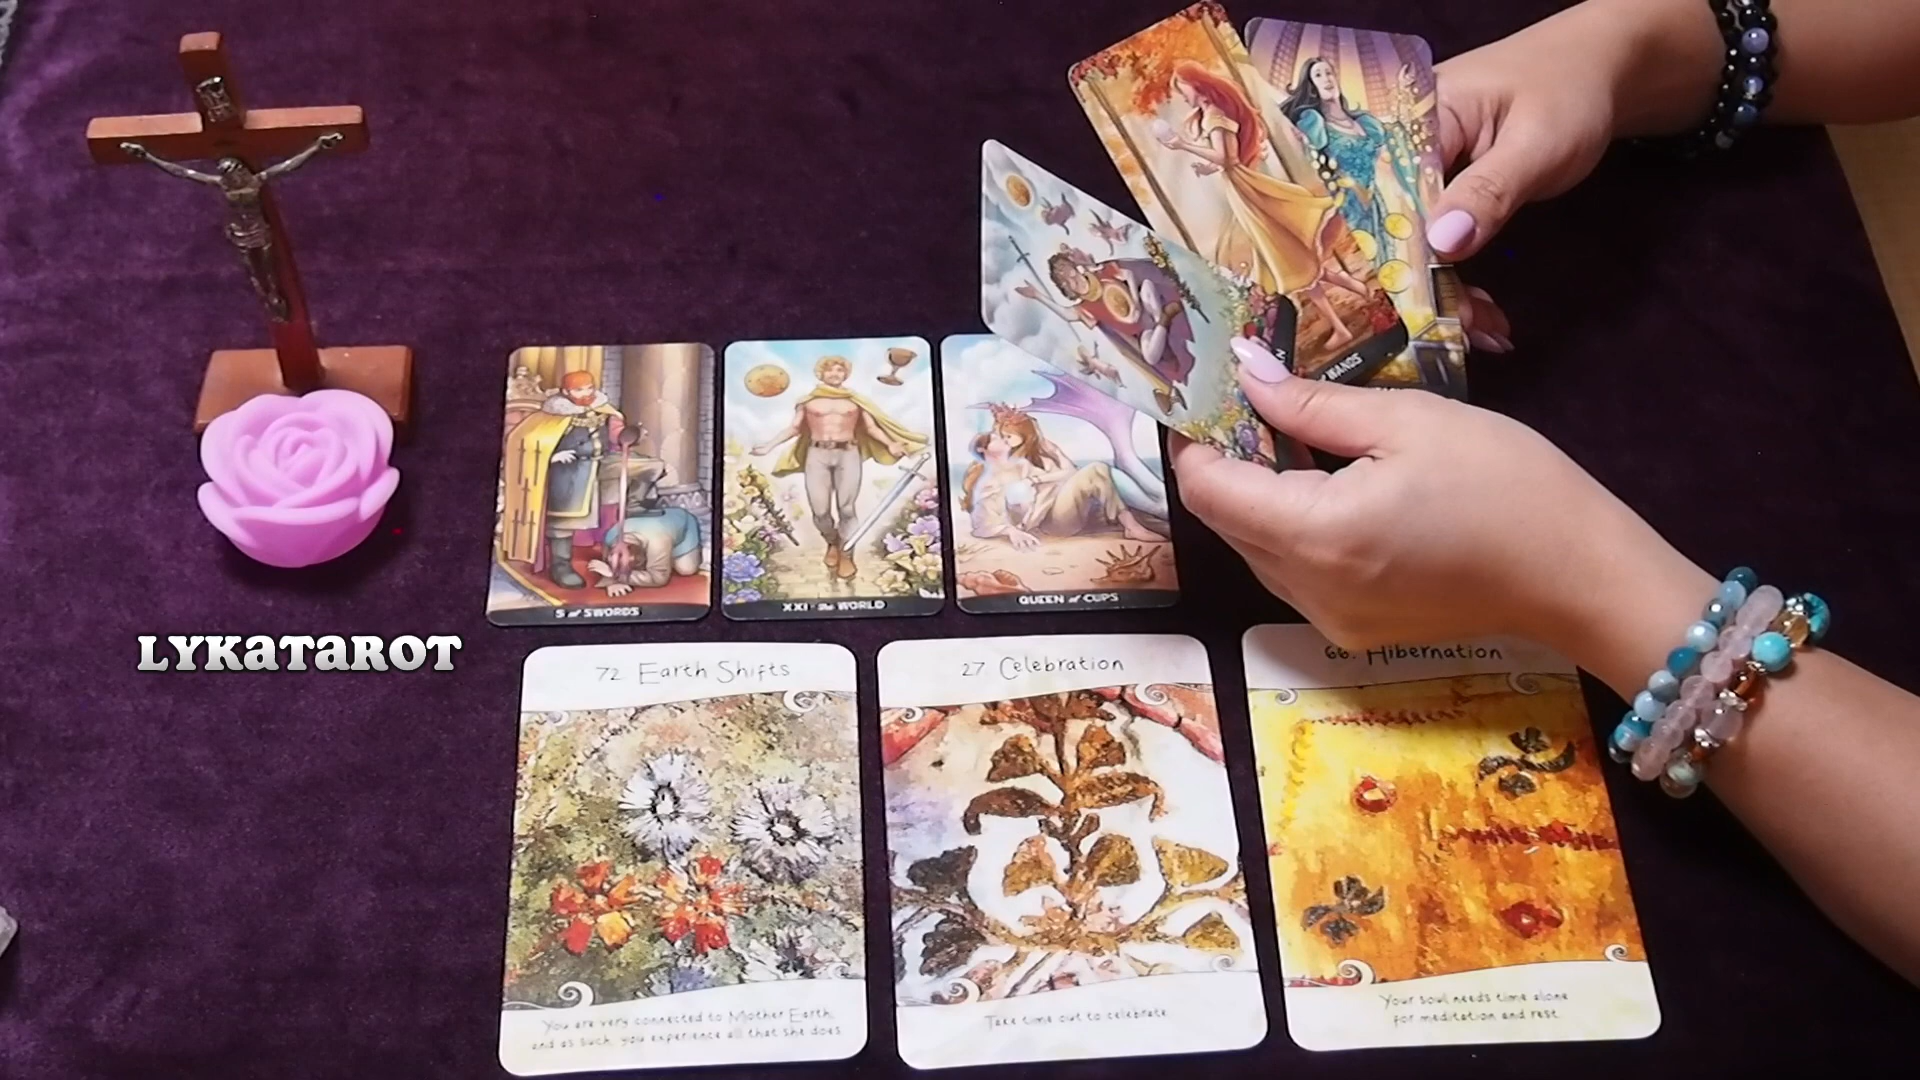 WANDS
5 of SWORDS
XXI · the WORLD
QUEEN of CUPS
LYKATAROT
72 Earth Shifts
27 Celebration
66. Hibernation
You are very connected to Mother Earth,
and as such, you experience all that she does.
Take time out to celebrate.
Your soul needs time alone
for meditation and rest.